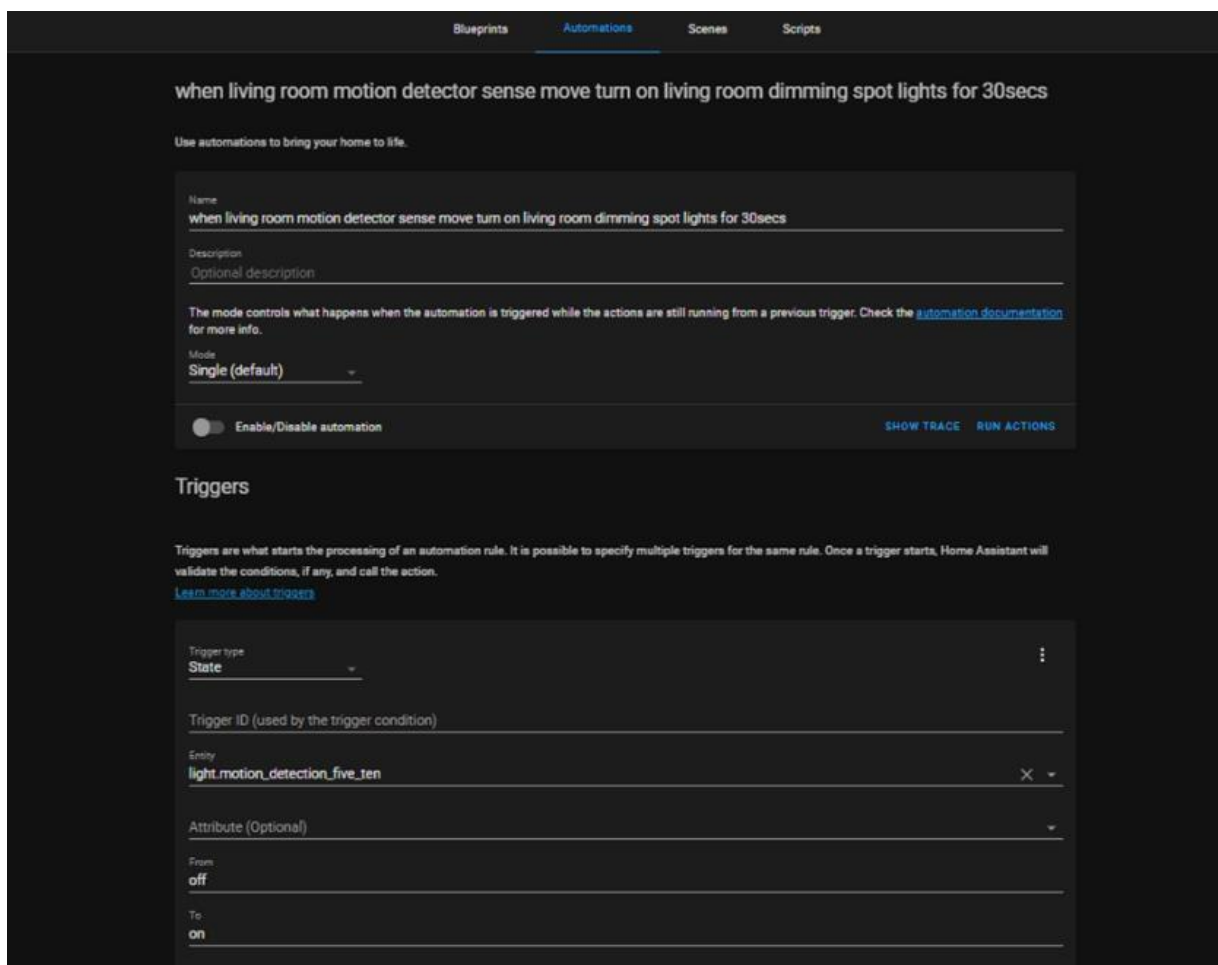 Blueprints Automations Scenes Scripts
when living room motion detector sense move turn on living room dimming spot lights for 30secs
Use automations to bring your home to life.
Name
when living room motion detector sense move turn on living room dimming spot lights for 30secs
Description
Optional description
The mode controls what happens when the automation is triggered while the actions are still running from a previous trigger. Check the automation documentation
for more info.
Mode
Single (default)
Enable/Disable automation SHOW TRACE RUN ACTIONS
Triggers
Triggers are what starts the processing of an automation rule. It is possible to specify multiple triggers for the same rule. Once a trigger starts, Home Assistant will
validate the conditions, if any, and call the action.
Learn more about triggers
Trigger type
State
Trigger ID (used by the trigger condition)
Entity
light.motion_detection_five_ten
Attribute (Optional)
From
off
To
on